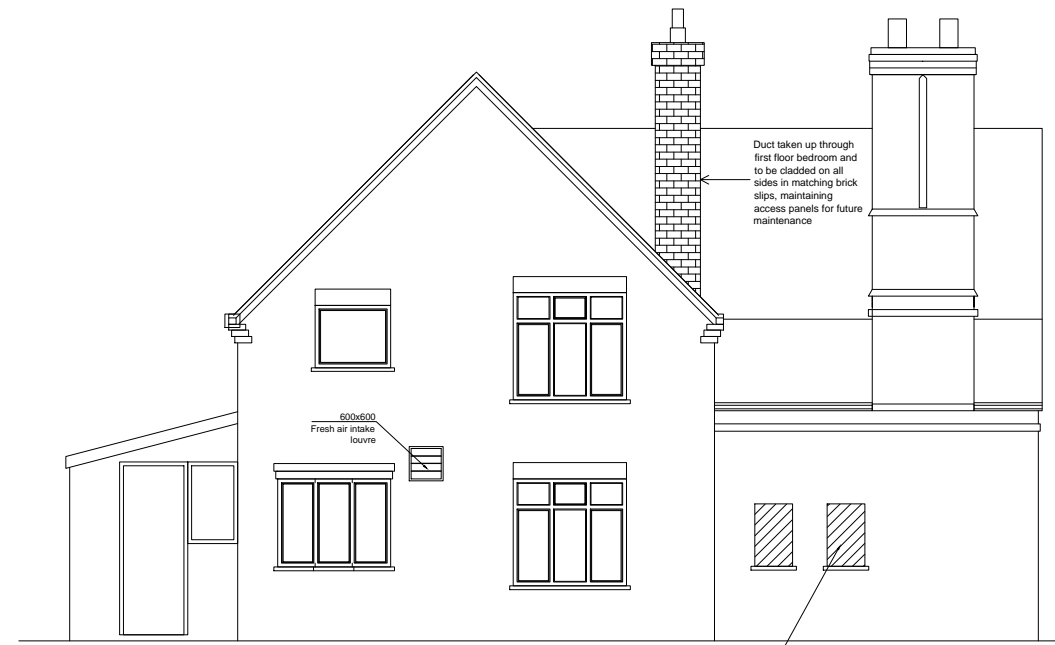 Duct taken up through
first floor bedroom and
to be cladded on all
sides in matching brick
slips, maintaining
access panels for future
maintenance
600x600
Fresh air intake
louvre